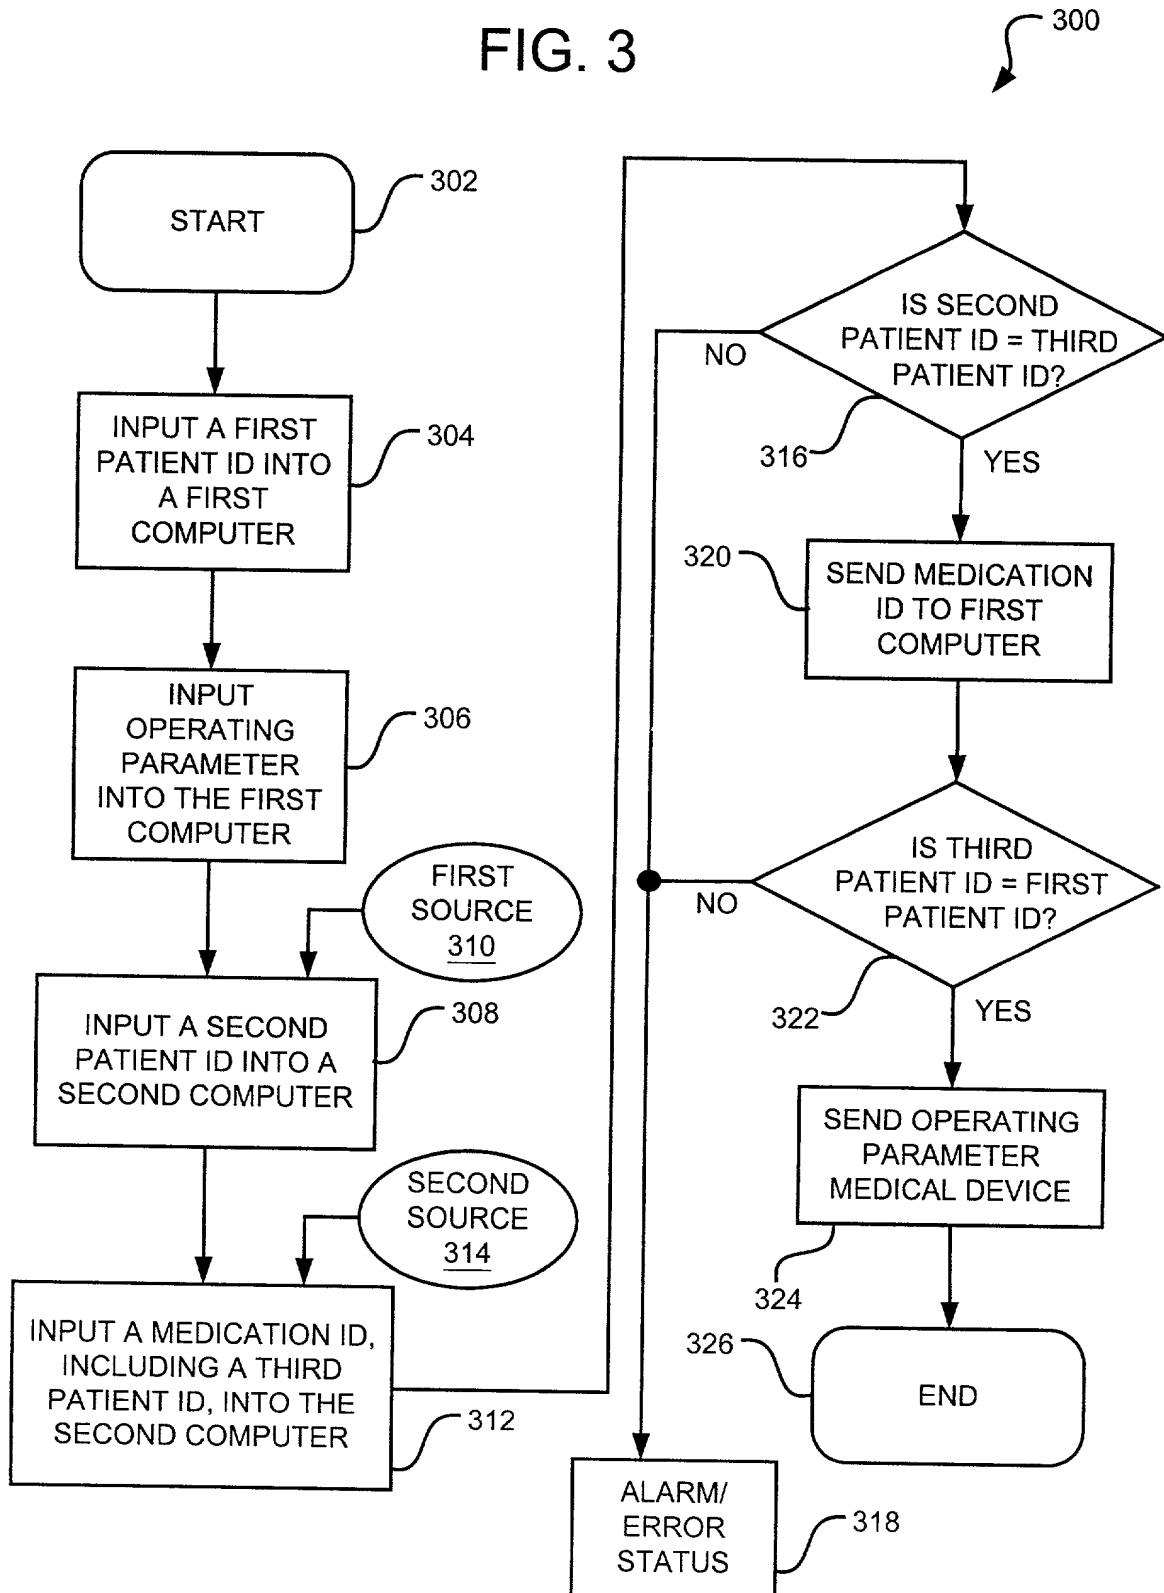 FIG. 3
300
START
302
INPUT A FIRST
PATIENT ID INTO
A FIRST
COMPUTER
304
INPUT
OPERATING
PARAMETER
INTO THE FIRST
COMPUTER
306
FIRST
SOURCE
310
INPUT A SECOND
PATIENT ID INTO A
SECOND COMPUTER
308
SECOND
SOURCE
314
INPUT A MEDICATION ID,
INCLUDING A THIRD
PATIENT ID, INTO THE
SECOND COMPUTER
312
IS SECOND
PATIENT ID = THIRD
PATIENT ID?
NO
316
YES
320
SEND MEDICATION
ID TO FIRST
COMPUTER
IS THIRD
PATIENT ID = FIRST
PATIENT ID?
NO
322
YES
SEND OPERATING
PARAMETER
MEDICAL DEVICE
324
326
END
ALARM/
ERROR
STATUS
318